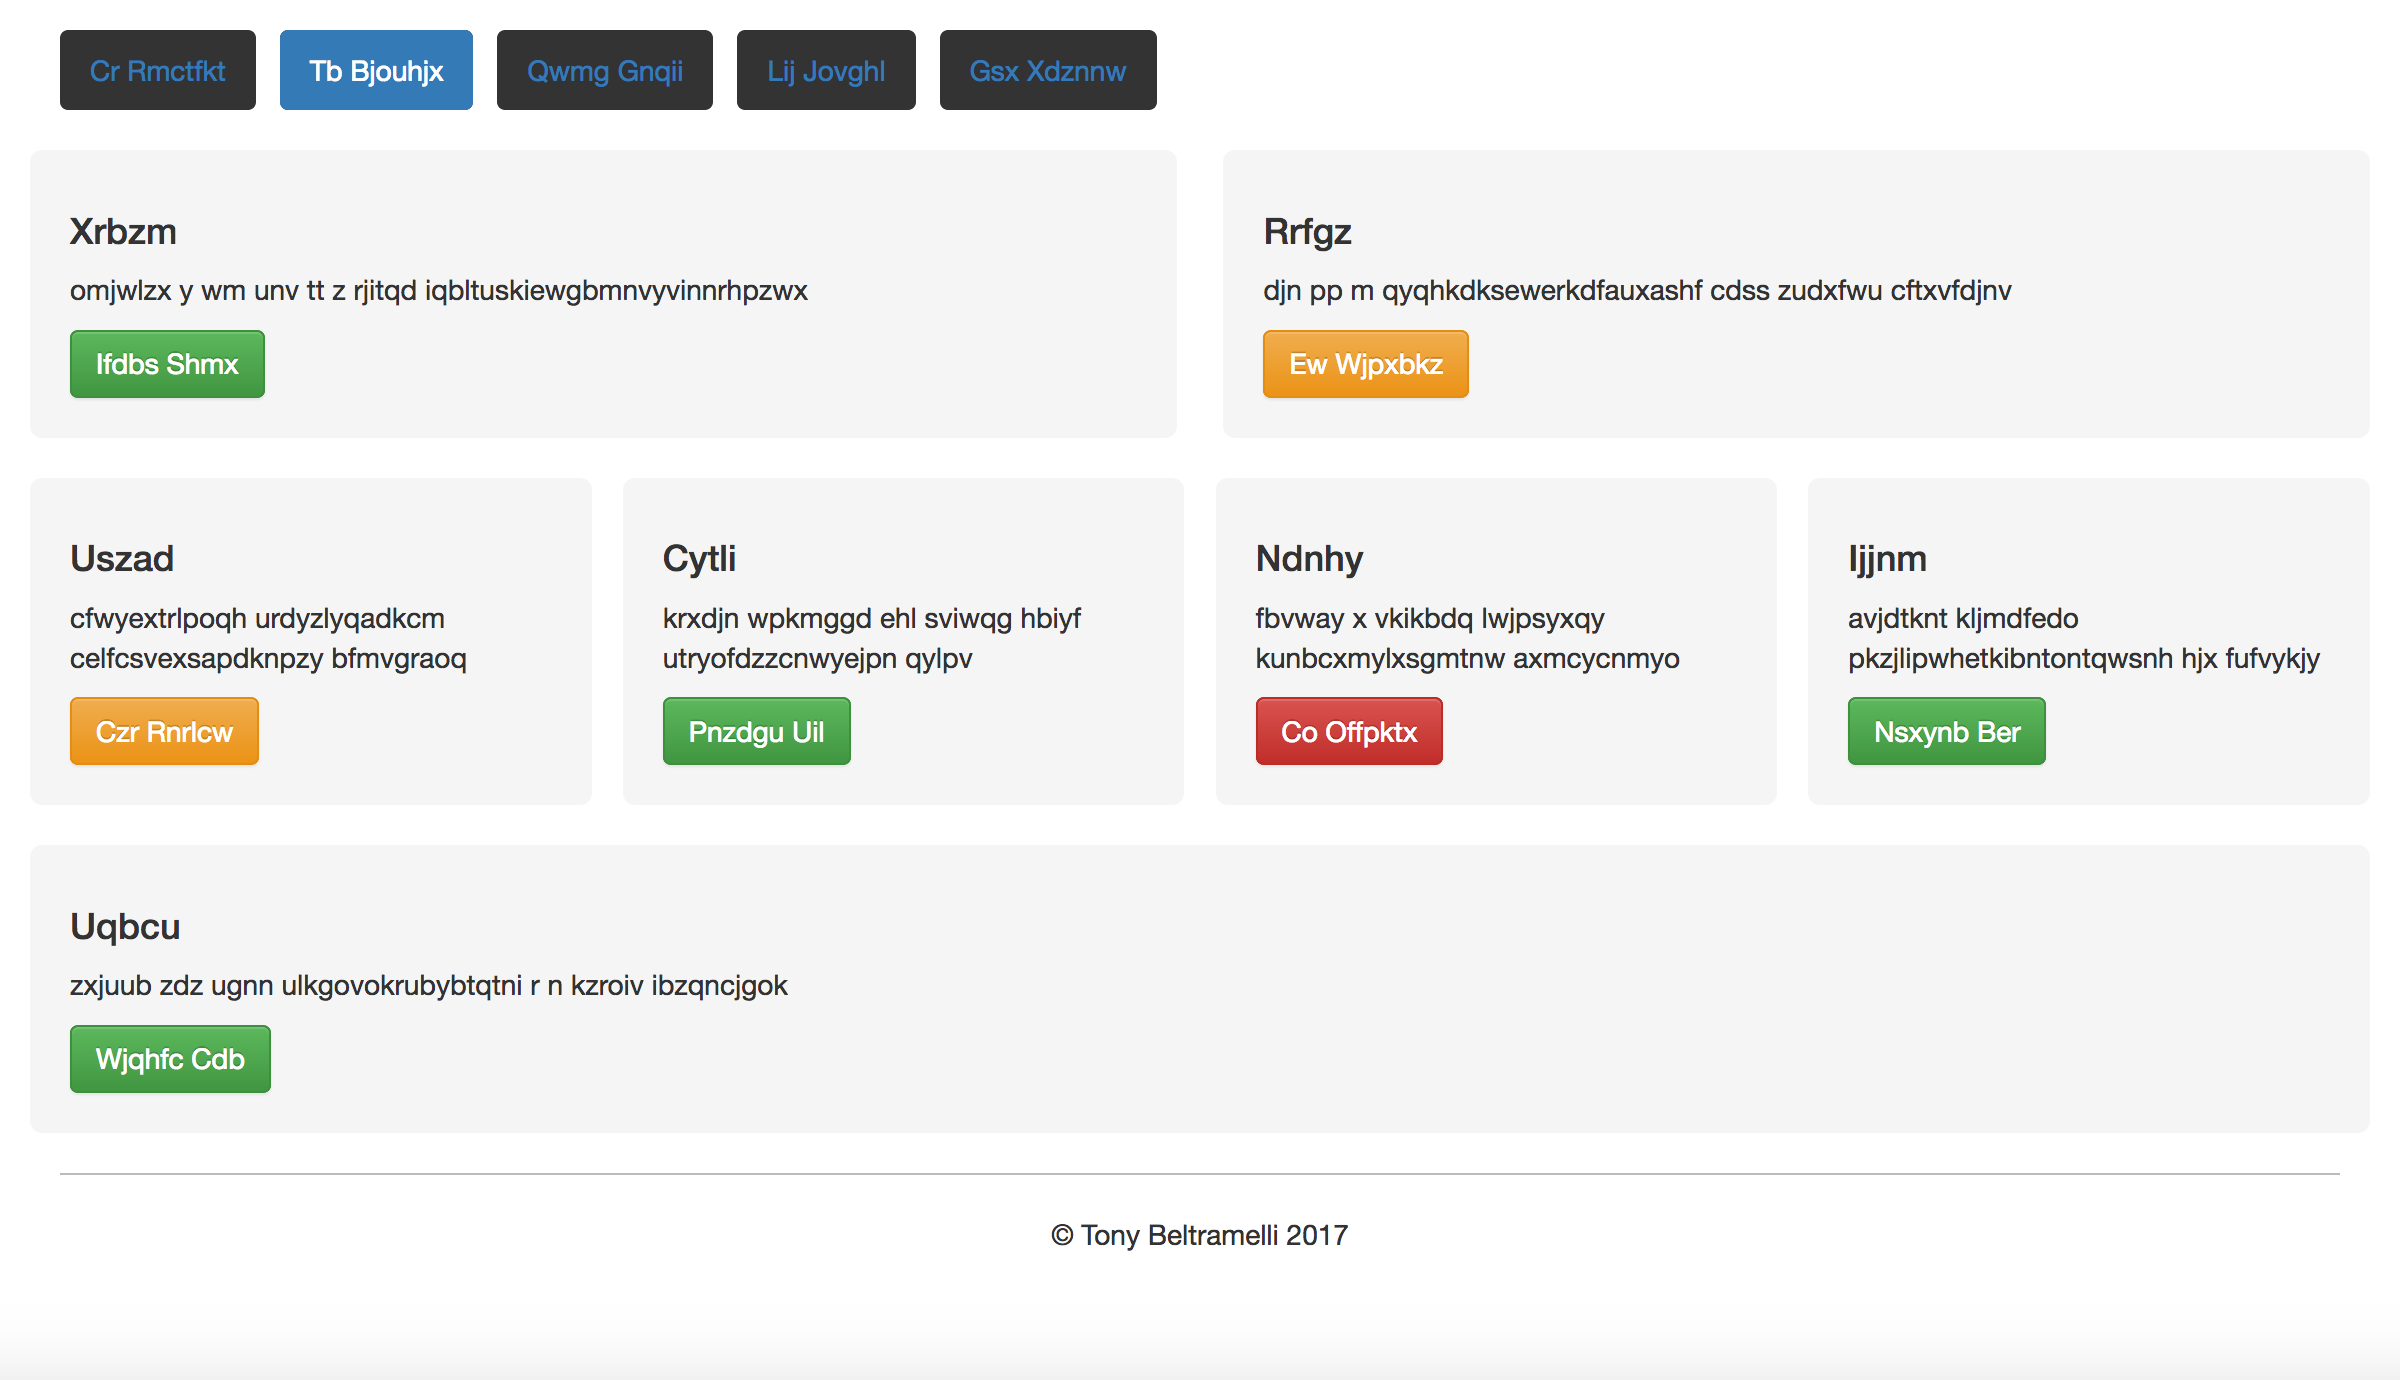 Cr Rmctfkt
Tb Bjouhjx
Qwmg Gnqii
Lij Jovghl
Gsx Xdznnw
Xrbzm
omjwlzx y wm unv tt z rjitqd iqbltuskiewgbmnvyvinnrhpzwx
Ifdbs Shmx
Rrfgz
djn pp m qyqhkdksewerkdfauxashf cdss zudxfwu cftxvfdjnv
Ew Wjpxbkz
Uszad
cfwyextrlpoqh urdyzlyqadkcm
celfcsvexsapdknpzy bfmvgraoq
Czr Rnrlcw
Cytli
krxdjn wpkmggd ehl sviwqg hbiyf
utryofdzzcnwyejpn qylpv
Pnzdgu Uil
Ndnhy
fbvway x vkikbdq lwjpsyxqy
kunbcxmylxsgmtnw axmcycnmyo
Co Offpktx
Ijjnm
avjdtknt kljmdfedo
pkzjlipwhetkibntontqwsnh hjx fufvykjy
Nsxynb Ber
Uqbcu
zxjuub zdz ugnn ulkgovokrubybtqtni r n kzroiv ibzqncjgok
Wjqhfc Cdb
© Tony Beltramelli 2017